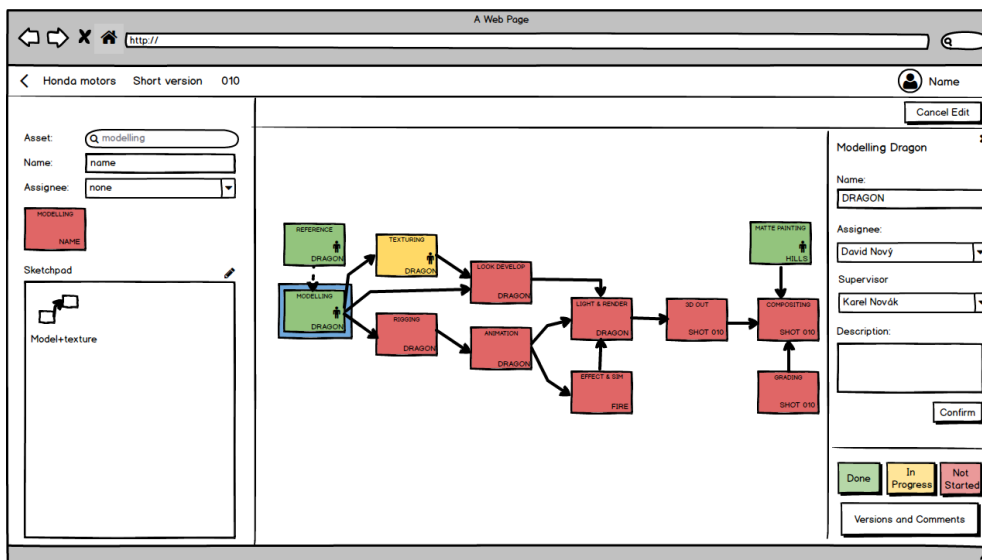 A Web Page
http://
Honda motors Short version 010
Name
Cancel Edit
Asset:
modelling
Name:
name
Assignee:
none
MODELLING
NAME
Sketchpad
Model+texture
REFERENCE
DRAGON
TEXTURING
DRAGON
MODELLING
DRAGON
RIGGING
DRAGON
LOOK DEVELOP
DRAGON
ANIMATION
DRAGON
LIGHT & RENDER
DRAGON
EFFECT & SIM
FIRE
3D OUT
SHOT 010
MATTE PAINTING
HILLS
COMPOSITING
SHOT 010
GRADING
SHOT 010
Modelling Dragon
Name:
DRAGON
Assignee:
David Nový
Supervisor
Karel Novák
Description:
Confirm
Done
In
Progress
Not
Started
Versions and Comments